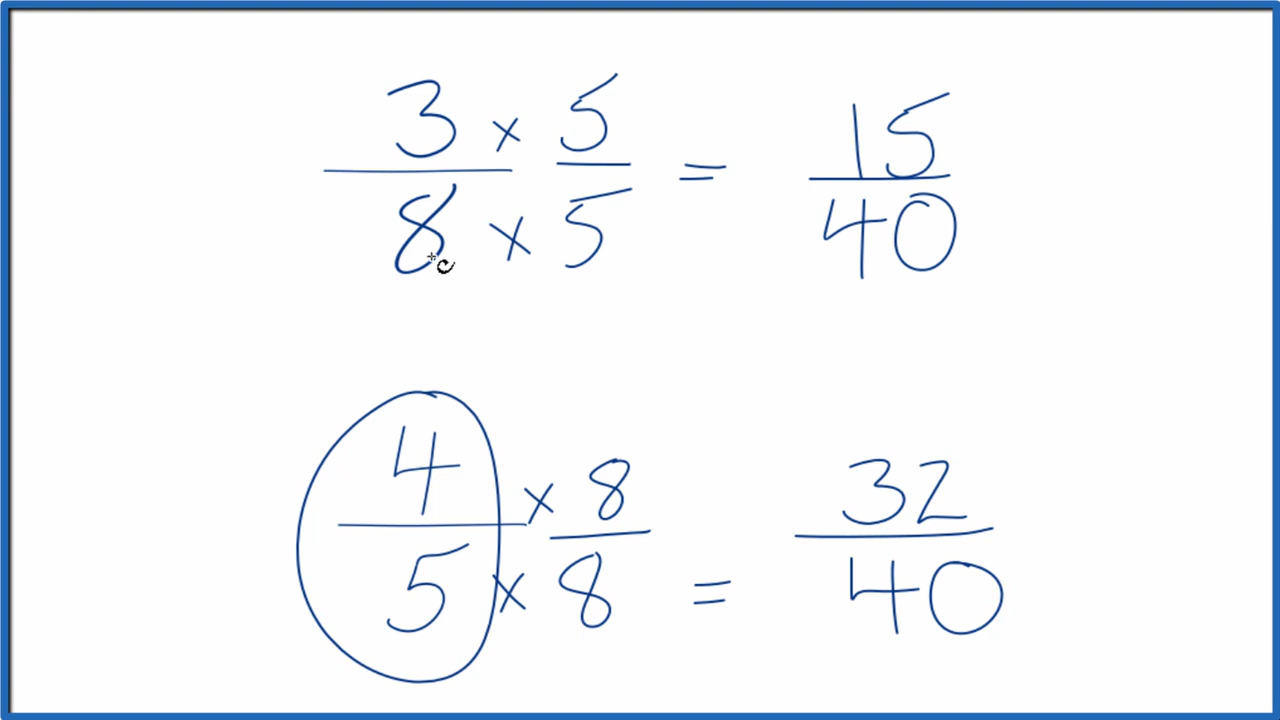 3 × 5 = 15
8 × 5 40
4 × 8 32
5 × 8 = 40